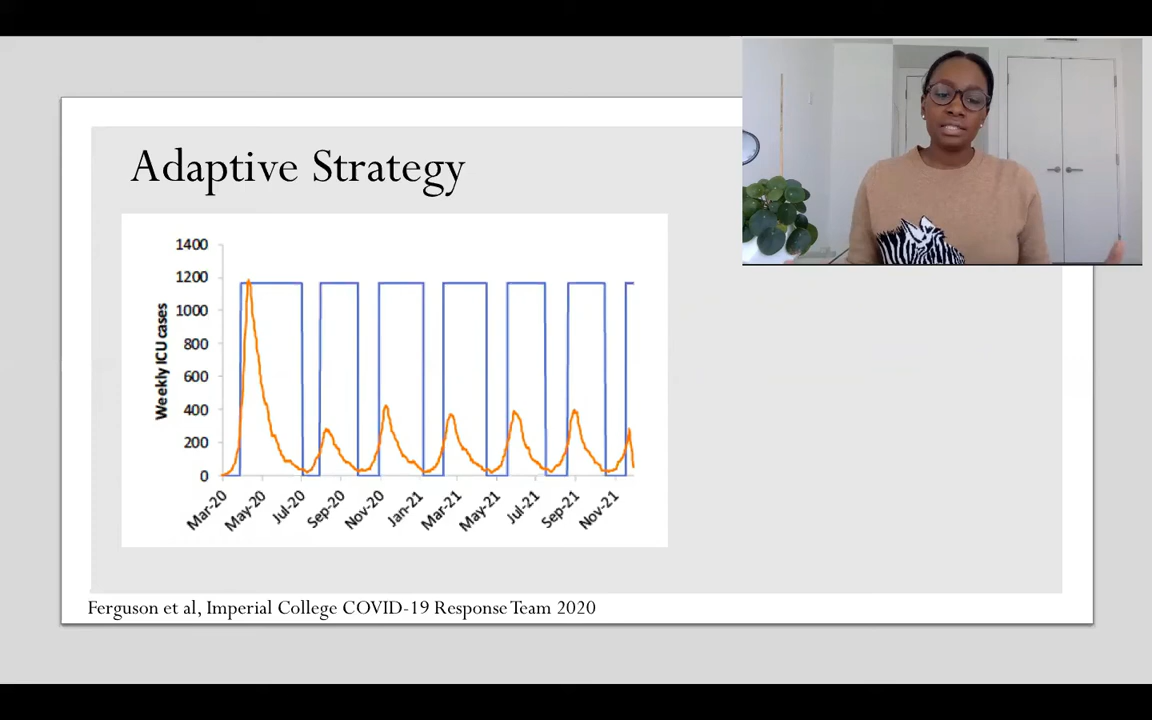 Adaptive Strategy
1400
1200
1000
800
600
400
200
0
Weekly ICU cases
Mar-20
May-20
Jul-20
Sep-20
Nov-20
Jan-21
Mar-21
May-21
Jul-21
Sep-21
Nov-21
Ferguson et al, Imperial College COVID-19 Response Team 2020